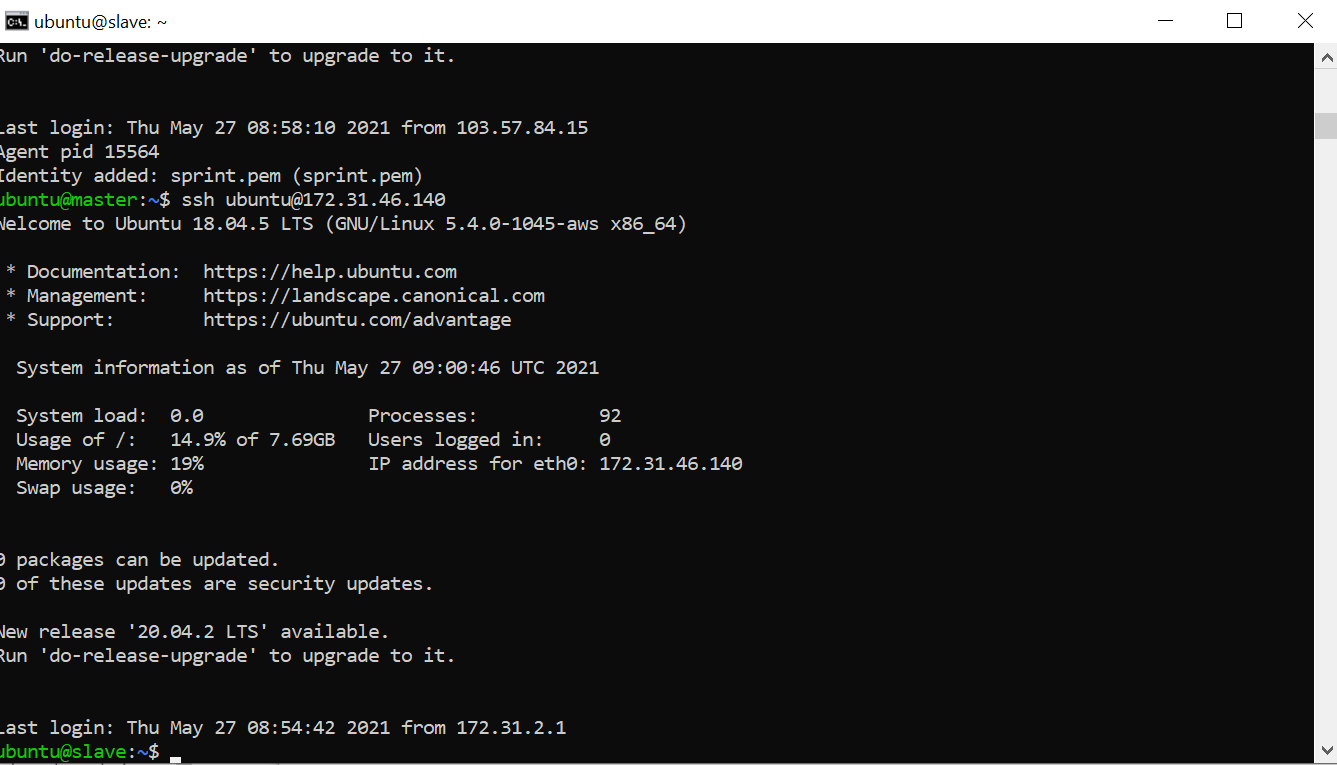 ubuntu@slave: ~
Run 'do-release-upgrade' to upgrade to it.
Last login: Thu May 27 08:58:10 2021 from 103.57.84.15
Agent pid 15564
Identity added: sprint.pem (sprint.pem)
ubuntu@master:~$ ssh ubuntu@172.31.46.140
Welcome to Ubuntu 18.04.5 LTS (GNU/Linux 5.4.0-1045-aws x86_64)
* Documentation:  https://help.ubuntu.com
* Management:     https://landscape.canonical.com
* Support:        https://ubuntu.com/advantage
System information as of Thu May 27 09:00:46 UTC 2021
System load:  0.0               Processes:           92
Usage of /:   14.9% of 7.69GB   Users logged in:     0
Memory usage: 19%               IP address for eth0: 172.31.46.140
Swap usage:   0%
0 packages can be updated.
0 of these updates are security updates.
New release '20.04.2 LTS' available.
Run 'do-release-upgrade' to upgrade to it.
Last login: Thu May 27 08:54:42 2021 from 172.31.2.1
ubuntu@slave:~$